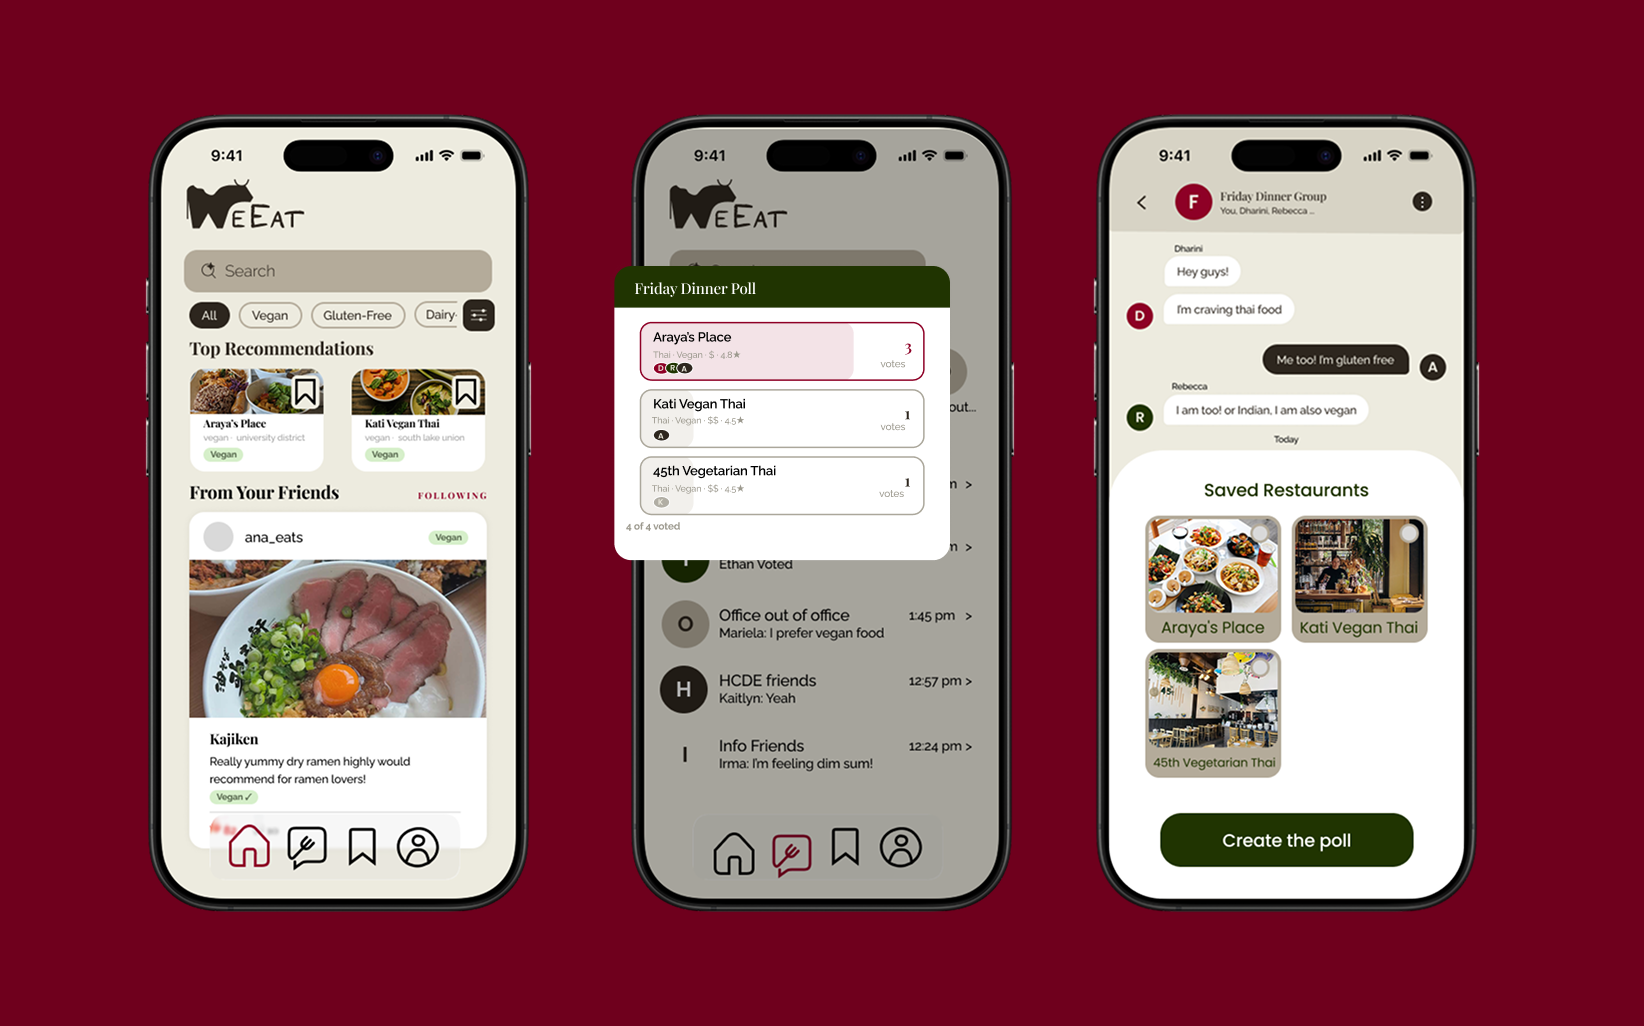 9:41
WEEAT
Search
All
Vegan
Gluten-Free
Dairy-
Top Recommendations
Araya's Place
vegan · university district
Vegan
Kati Vegan Thai
vegan · south lake union
Vegan
From Your Friends
FOLLOWING
ana_eats
Vegan
Kajiken
Really yummy dry ramen highly would
recommend for ramen lovers!
Vegan ✓
9:41
WEEAT
Friday Dinner Poll
Araya's Place
Thai · Vegan · $ · 4.8★
D R A
3
votes
Kati Vegan Thai
Thai · Vegan · $$ · 4.5★
A
1
votes
45th Vegetarian Thai
Thai · Vegan · $$ · 4.5★
K
1
votes
4 of 4 voted
out...
m >
m >
Ethan Voted
O
Office out of office
1:45 pm >
Mariela: I prefer vegan food
H
HCDE friends
12:57 pm >
Kaitlyn: Yeah
I
Info Friends
12:24 pm >
Irma: I'm feeling dim sum!
9:41
F
Friday Dinner Group
You, Dharini, Rebecca ...
Dharini
Hey guys!
D
I'm craving thai food
Me too! I'm gluten free
A
Rebecca
R
I am too! or Indian, I am also vegan
Today
Saved Restaurants
Araya's Place
Kati Vegan Thai
45th Vegetarian Thai
Create the poll